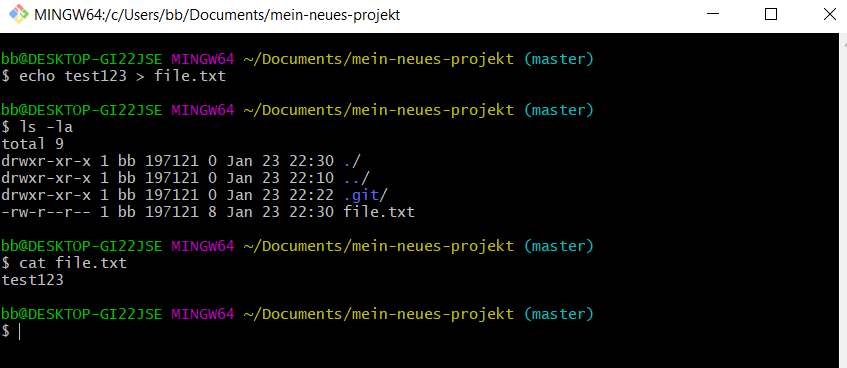 MINGW64:/c/Users/bb/Documents/mein-neues-projekt
bb@DESKTOP-GI22JSE MINGW64 ~/Documents/mein-neues-projekt (master)
$ echo test123 > file.txt
bb@DESKTOP-GI22JSE MINGW64 ~/Documents/mein-neues-projekt (master)
$ ls -la
total 9
drwxr-xr-x 1 bb 197121 0 Jan 23 22:30 ./
drwxr-xr-x 1 bb 197121 0 Jan 23 22:10 ../
drwxr-xr-x 1 bb 197121 0 Jan 23 22:22 .git/
-rw-r--r-- 1 bb 197121 8 Jan 23 22:30 file.txt
bb@DESKTOP-GI22JSE MINGW64 ~/Documents/mein-neues-projekt (master)
$ cat file.txt
test123
bb@DESKTOP-GI22JSE MINGW64 ~/Documents/mein-neues-projekt (master)
$